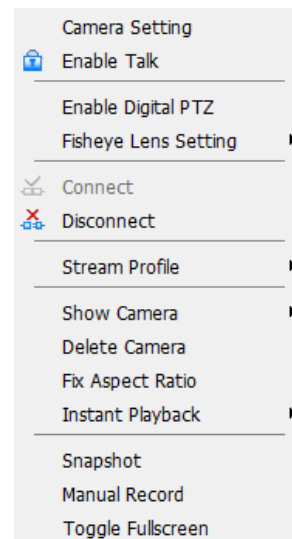 Camera Setting
Enable Talk
Enable Digital PTZ
Fisheye Lens Setting
Connect
Disconnect
Stream Profile
Show Camera
Delete Camera
Fix Aspect Ratio
Instant Playback
Snapshot
Manual Record
Toggle Fullscreen